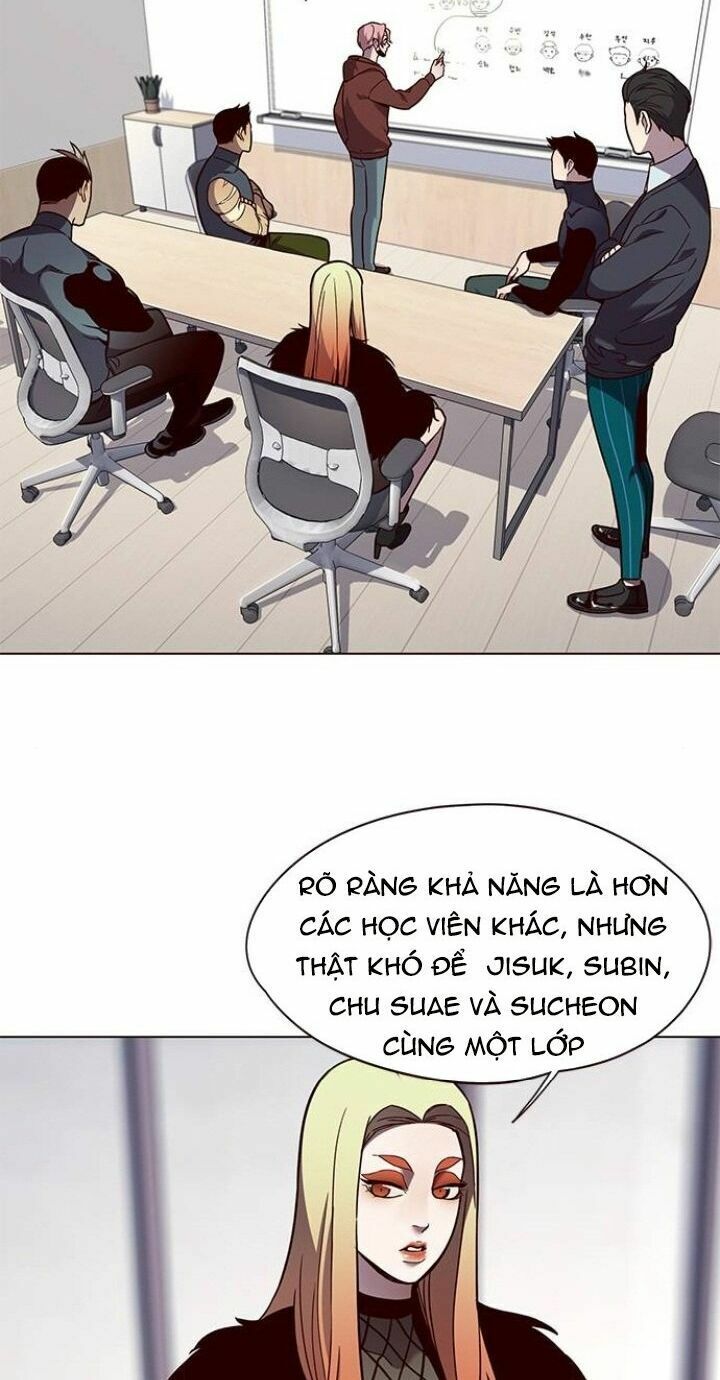 RÕ RÀNG KHẢ NĂNG LÀ HƠN
CÁC HỌC VIÊN KHÁC, NHƯNG
THẬT KHÓ ĐỂ JISUK, SUBIN,
CHU SUAE VÀ SUCHEON
CÙNG MỘT LỚP